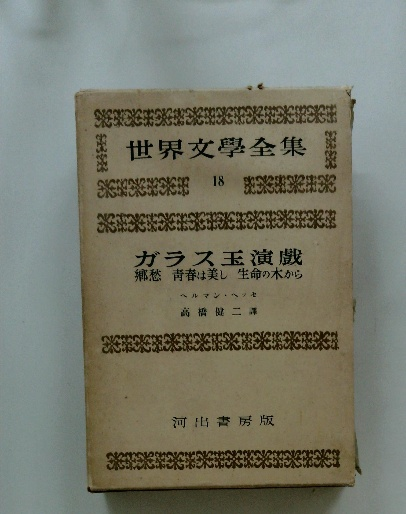 世界文學全集
18
ガラス玉演戲
鄉愁 靑春は美し 生命の木から
ヘルマン・ヘッセ
高橋健二譯
河出書房版